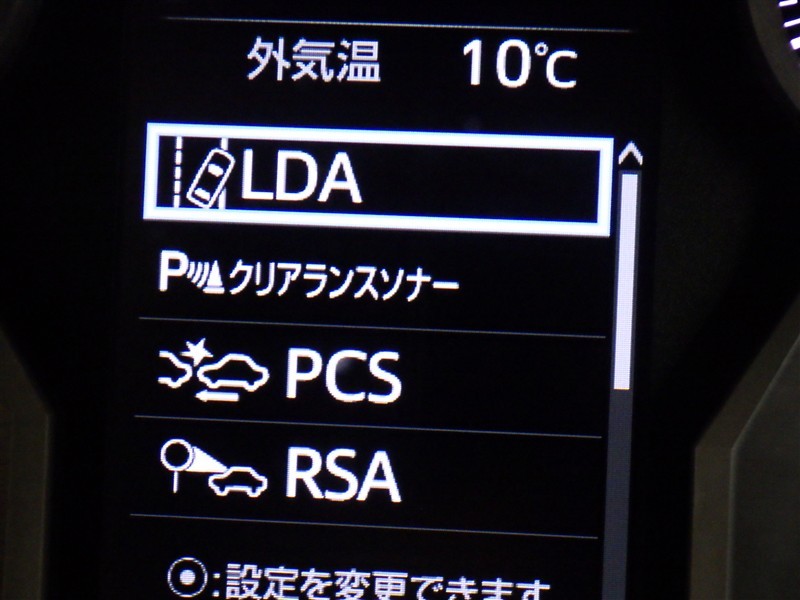 外気温 10℃
LDA
Pクリアランスソナー
PCS
RSA
:設定を変更できます